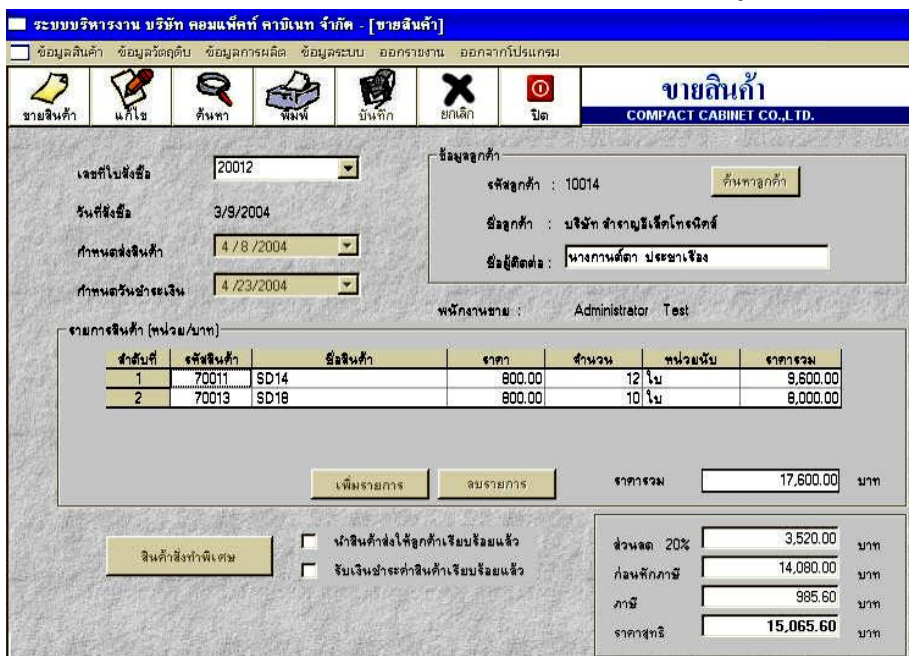 ระบบบริหารงาน บริษัท คอมแพ็คท์ คาบิเนท จำกัด - [ขายสินค้า]
ข้อมูลสินค้า ข้อมูลวัตถุดิบ ข้อมูลการผลิต ข้อมูลระบบ ออกรายงาน ออกจากโปรแกรม
ขายสินค้า แก้ไข ค้นหา พิมพ์ บันทึก ยกเลิก ปิด
ขายสินค้า
COMPACT CABINET CO.,LTD.
เลขที่ใบสั่งซื้อ 20012
วันที่สั่งซื้อ 3/9/2004
กำหนดส่งสินค้า 4 / 8 /2004
กำหนดวันชำระเงิน 4 /23/2004
ข้อมูลลูกค้า
รหัสลูกค้า : 10014 ค้นหาลูกค้า
ชื่อลูกค้า : บริษัท สำราญอิเล็คโทรนิตส์
ชื่อผู้ติดต่อ : นางกานต์ดา ประชาเรือง
พนักงานขาย : Administrator Test
รายการสินค้า (หน่วย/บาท)
ลำดับที่ รหัสสินค้า ชื่อสินค้า ราคา จำนวน หน่วยนับ ราคารวม
1 70011 SD14 800.00 12 ใบ 9,600.00
2 70013 SD18 800.00 10 ใบ 8,000.00
เพิ่มรายการ ลบรายการ ราคารวม 17,600.00 บาท
สินค้าสั่งทำพิเศษ
นำสินค้าส่งให้ลูกค้าเรียบร้อยแล้ว
รับเงินชำระค่าสินค้าเรียบร้อยแล้ว
ส่วนลด 20% 3,520.00 บาท
ก่อนหักภาษี 14,080.00 บาท
ภาษี 985.60 บาท
ราคาสุทธิ 15,065.60 บาท